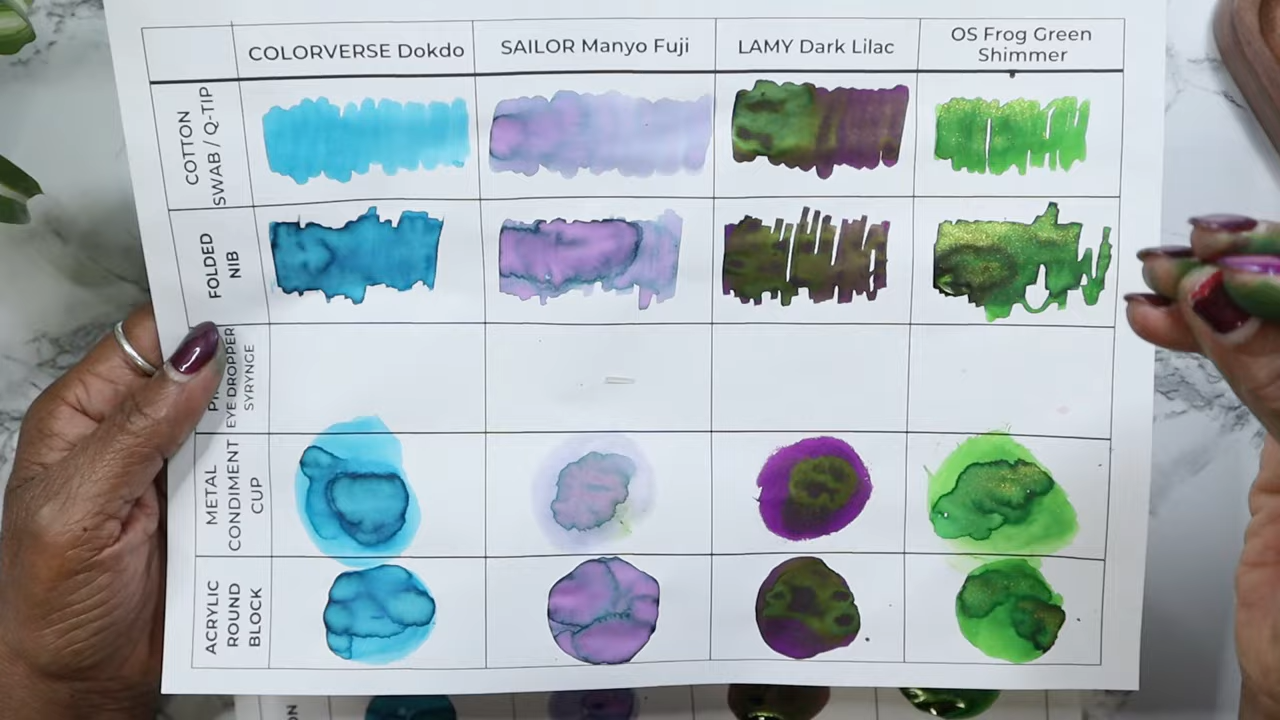 COLORVERSE Dokdo
SAILOR Manyo Fuji
LAMY Dark Lilac
OS Frog Green
Shimmer
COTTON
SWAB / Q-TIP
FOLDED
NIB
EYE DROPPER
SYRYNGE
METAL
CONDIMENT
CUP
ACRYLIC
ROUND
BLOCK